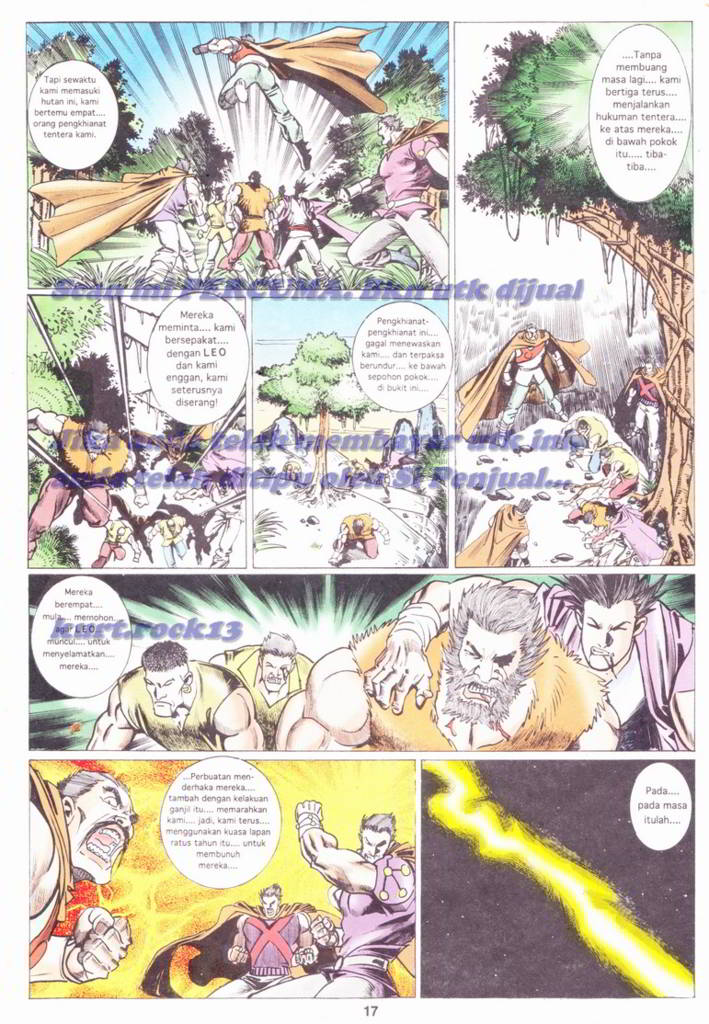 Tapi sewaktu
kami memasuki
hutan ini, kami
bertemu empat....
orang pengkhianat
tentera kami.
....Tanpa
membuang
masa lagi.... kami
bertiga terus....
menjalankan
hukuman tentera....
ke atas mereka....
di bawah pokok
itu..... tiba-
tiba....
Scan ini PERCUMA. Bkn utk dijual
Mereka
meminta.... kami
bersepakat....
dengan LEO
dan kami
enggan, kami
seterusnya
diserang!
Pengkhianat-
pengkhianat ini....
gagal menewaskan
kami.... dan terpaksa
berundur.... ke bawah
sepohon pokok....
di bukit ini....
Jika anda telah membayar utk ini,
anda telah ditipu oleh Si Penjual...
Mereka
berempat....
mula.... memohon
agar LEO....
muncul.... untuk
menyelamatkan....
mereka....
rt.rock13
...Perbuatan men-
derhaka mereka....
tambah dengan kelakuan
ganjil itu.... memarahkan
kami.... jadi, kami terus....
menggunakan kuasa lapan
ratus tahun itu.... untuk
membunuh
mereka....
Pada....
pada masa
itulah....
17